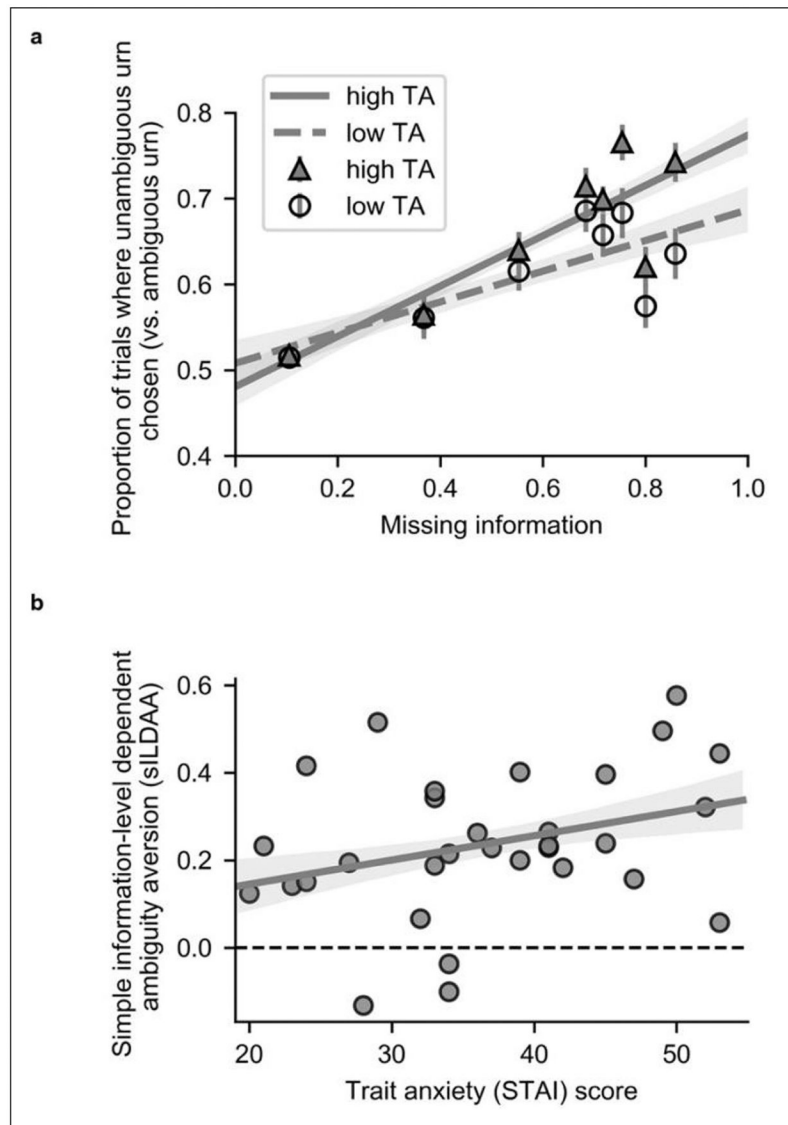 a
high TA
low TA
high TA
low TA
Proportion of trials where unambiguous urn
chosen (vs. ambiguous urn)
0.8
0.7
0.6
0.5
0.4
0.0 0.2 0.4 0.6 0.8 1.0
Missing information
b
Simple information-level dependent
ambiguity aversion (sILDAA)
0.6
0.4
0.2
0.0
20 30 40 50
Trait anxiety (STAI) score